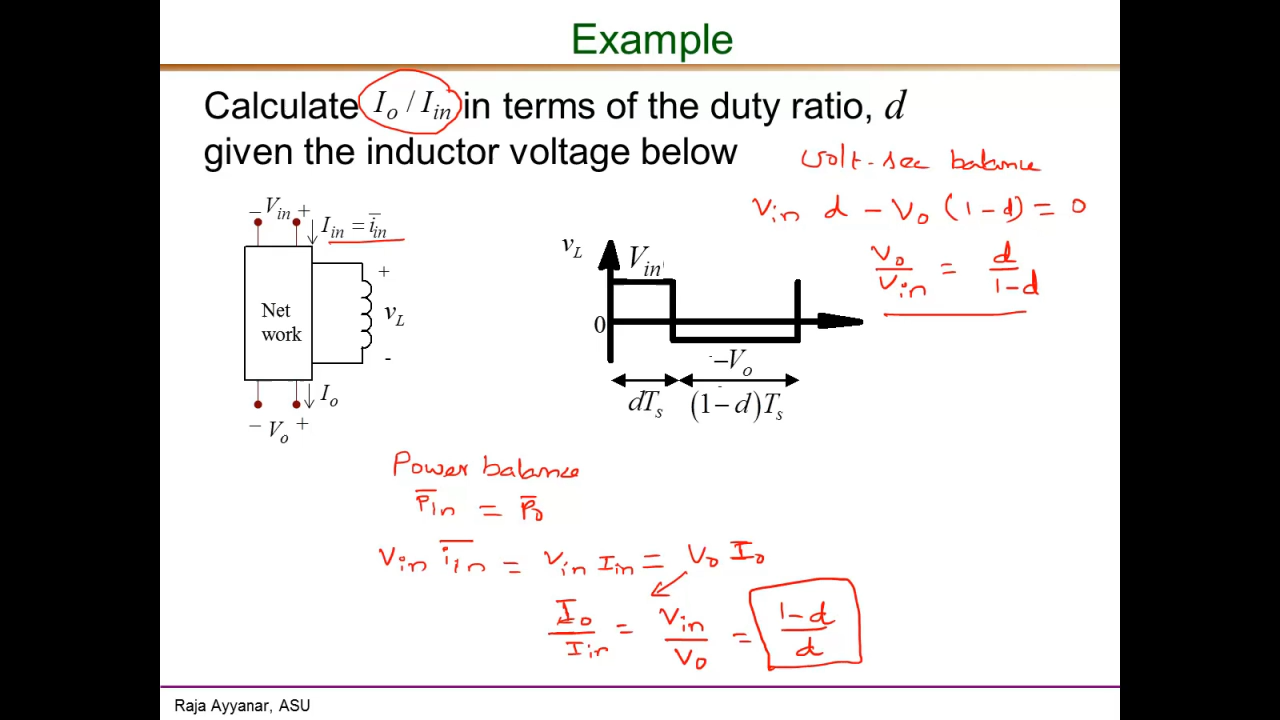 Example
Calculate I_o / I_in in terms of the duty ratio, d
given the inductor voltage below
volt-sec balance
V_in d − V_o (1−d) = 0
V_o / V_in = d / 1−d
− V_in +
I_in = i̅_in
Net
work
+
v_L
-
I_o
− V_o +
v_L
V_in
0
−V_o
dT_s (1−d)T_s
Power balance
P̅_in = P̅_o
V_in i̅_in = V_in I_in = V_o I_o
I_o / I_in = V_in / V_o = 1−d / d
Raja Ayyanar, ASU